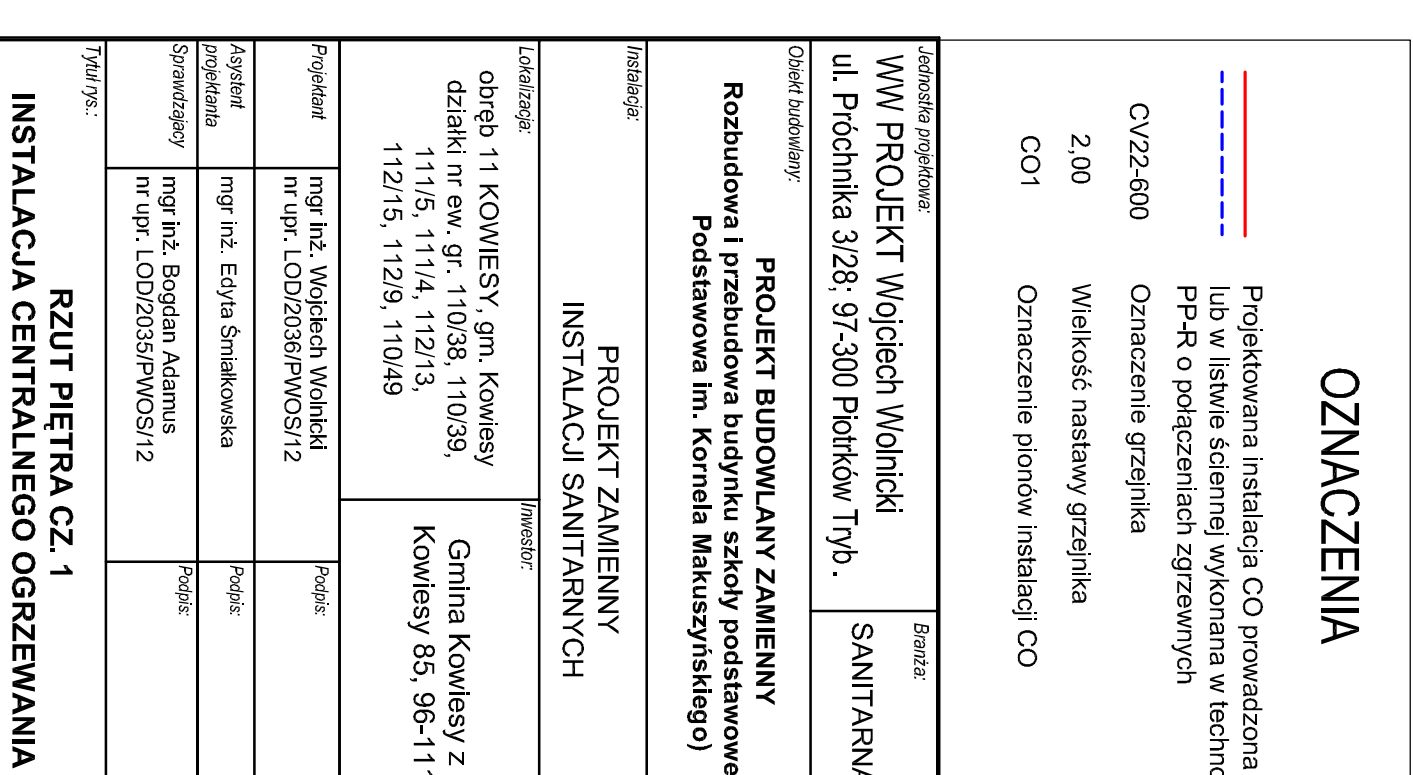 OZNACZENIA
Projektowana instalacja CO prowadzona
lub w listwie ściennej wykonana w techno
PP-R o połączeniach zgrzewnych
CV22-600 Oznaczenie grzejnika
2,00 Wielkość nastawy grzejnika
CO1 Oznaczenie pionów instalacji CO
Jednostka projektowa:
WW PROJEKT Wojciech Wolnicki
ul. Próchnika 3/28; 97-300 Piotrków Tryb .
Branża:
SANITARNA
Obiekt budowlany:
PROJEKT BUDOWLANY ZAMIENNY
Rozbudowa i przebudowa budynku szkoły podstawowe
Podstawowa im. Kornela Makuszyńskiego)
Instalacja:
PROJEKT ZAMIENNY
INSTALACJI SANITARNYCH
Lokalizacja:
obręb 11 KOWIESY, gm. Kowiesy
działki nr ew. gr. 110/38, 110/39,
111/5, 111/4, 112/13,
112/15, 112/9, 110/49
Inwestor:
Gmina Kowiesy z
Kowiesy 85, 96-111
Projektant
mgr inż. Wojciech Wolnicki
nr upr. LOD/2036/PWOS/12
Podpis:
Asystent
projektanta
mgr inż. Edyta Śmiałkowska
Podpis:
Sprawdzajacy
mgr inż. Bogdan Adamus
nr upr. LOD/2035/PWOS/12
Podpis:
Tytuł rys.:
RZUT PIĘTRA CZ. 1
INSTALACJA CENTRALNEGO OGRZEWANIA